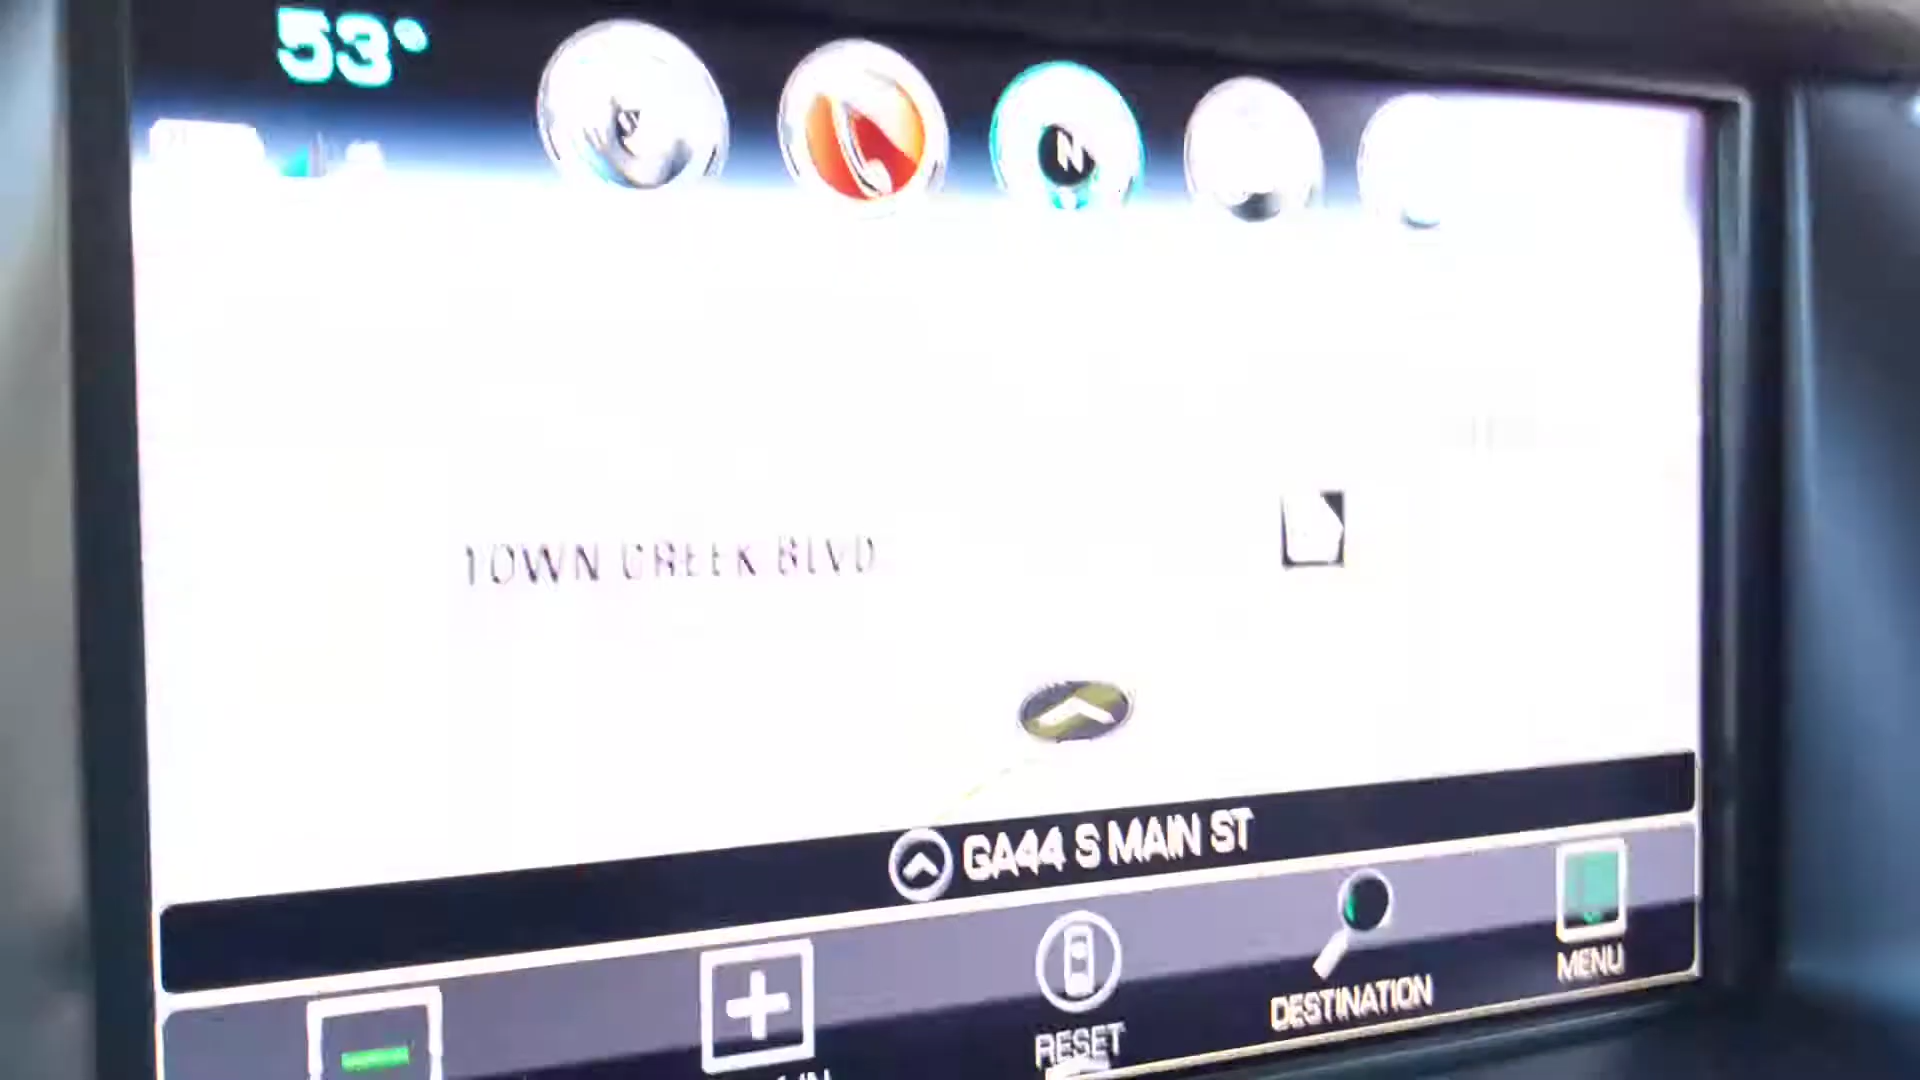 53°
N
TOWN CREEK BLVD
GA44 S MAIN ST
RESET
DESTINATION
MENU